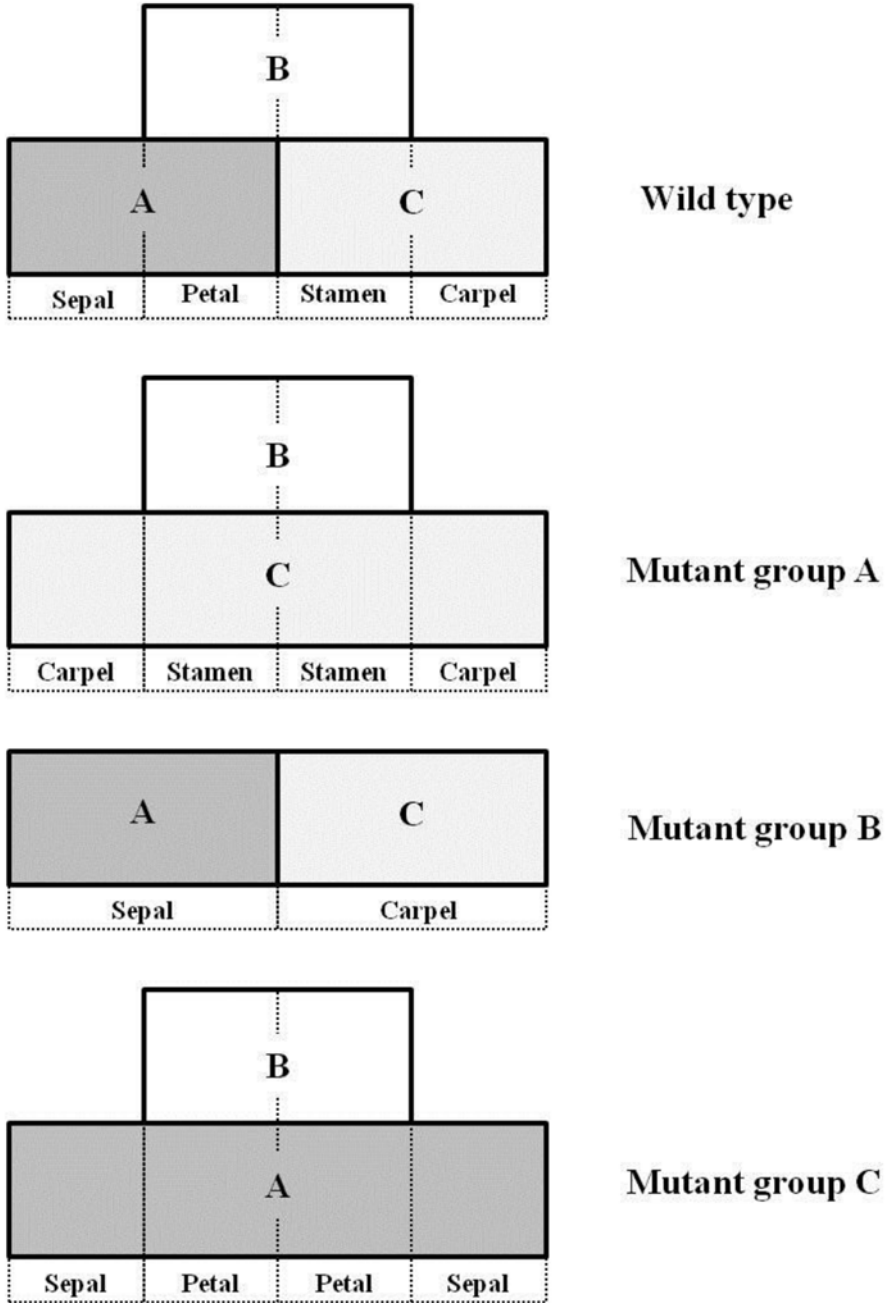 B
A C Wild type
Sepal Petal Stamen Carpel
B
C Mutant group A
Carpel Stamen Stamen Carpel
A C Mutant group B
Sepal Carpel
B
A Mutant group C
Sepal Petal Petal Sepal